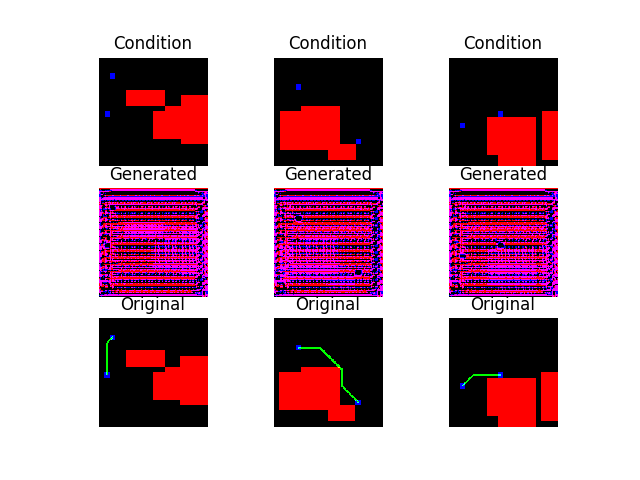 Condition Condition Condition
Generated Generated Generated
Original Original Original